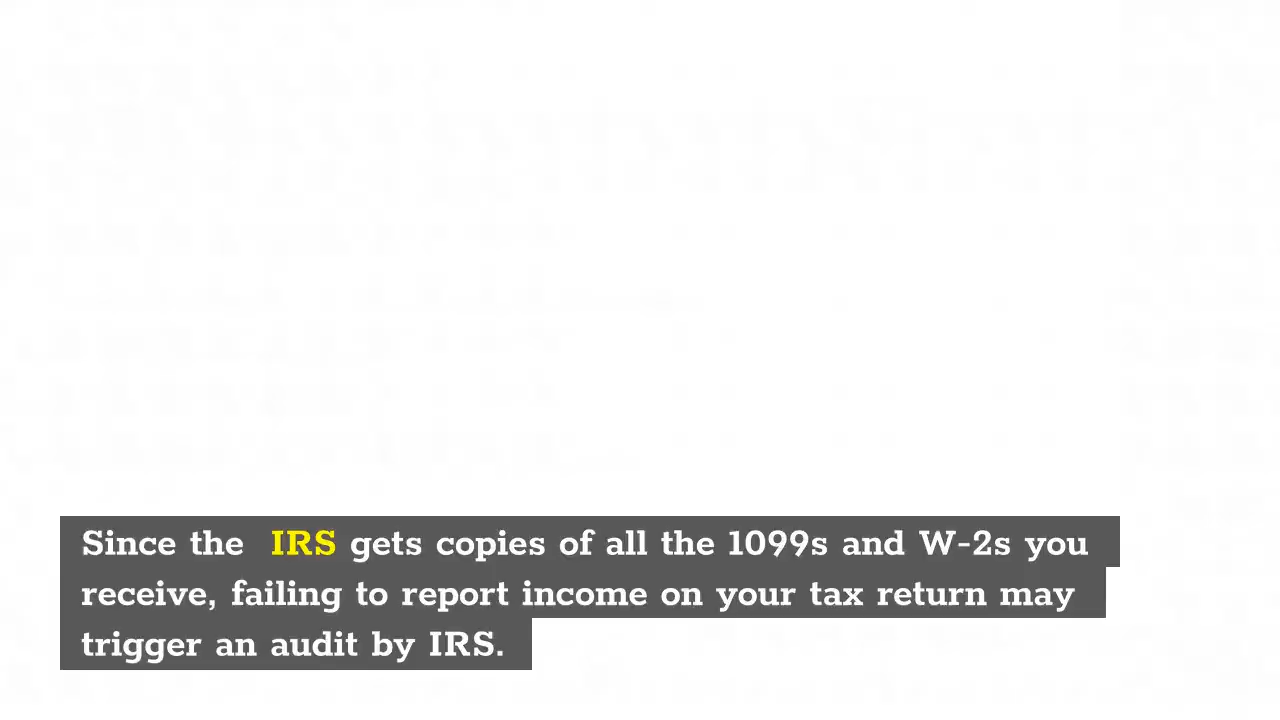 Since the IRS gets copies of all the 1099s and W-2s you
receive, failing to report income on your tax return may
trigger an audit by IRS.